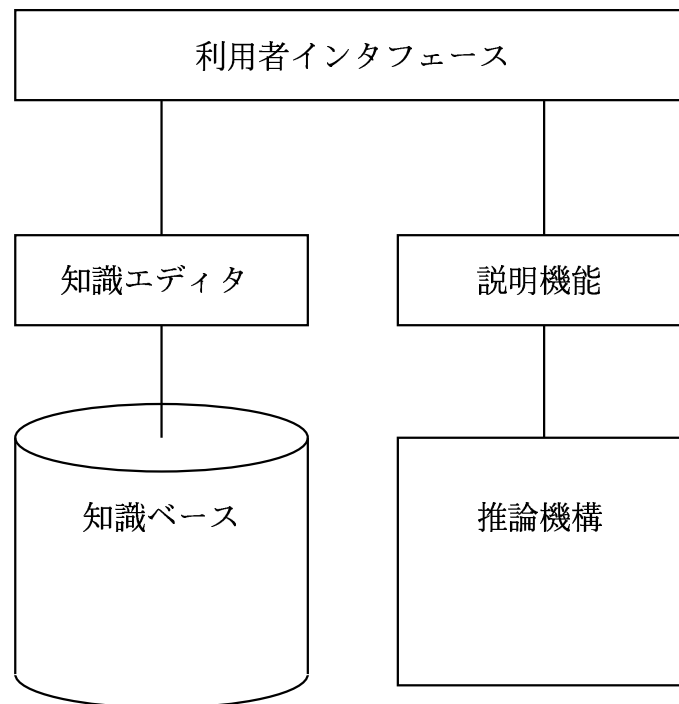 利用者インタフェース
知識エディタ
説明機能
知識ベース
推論機構